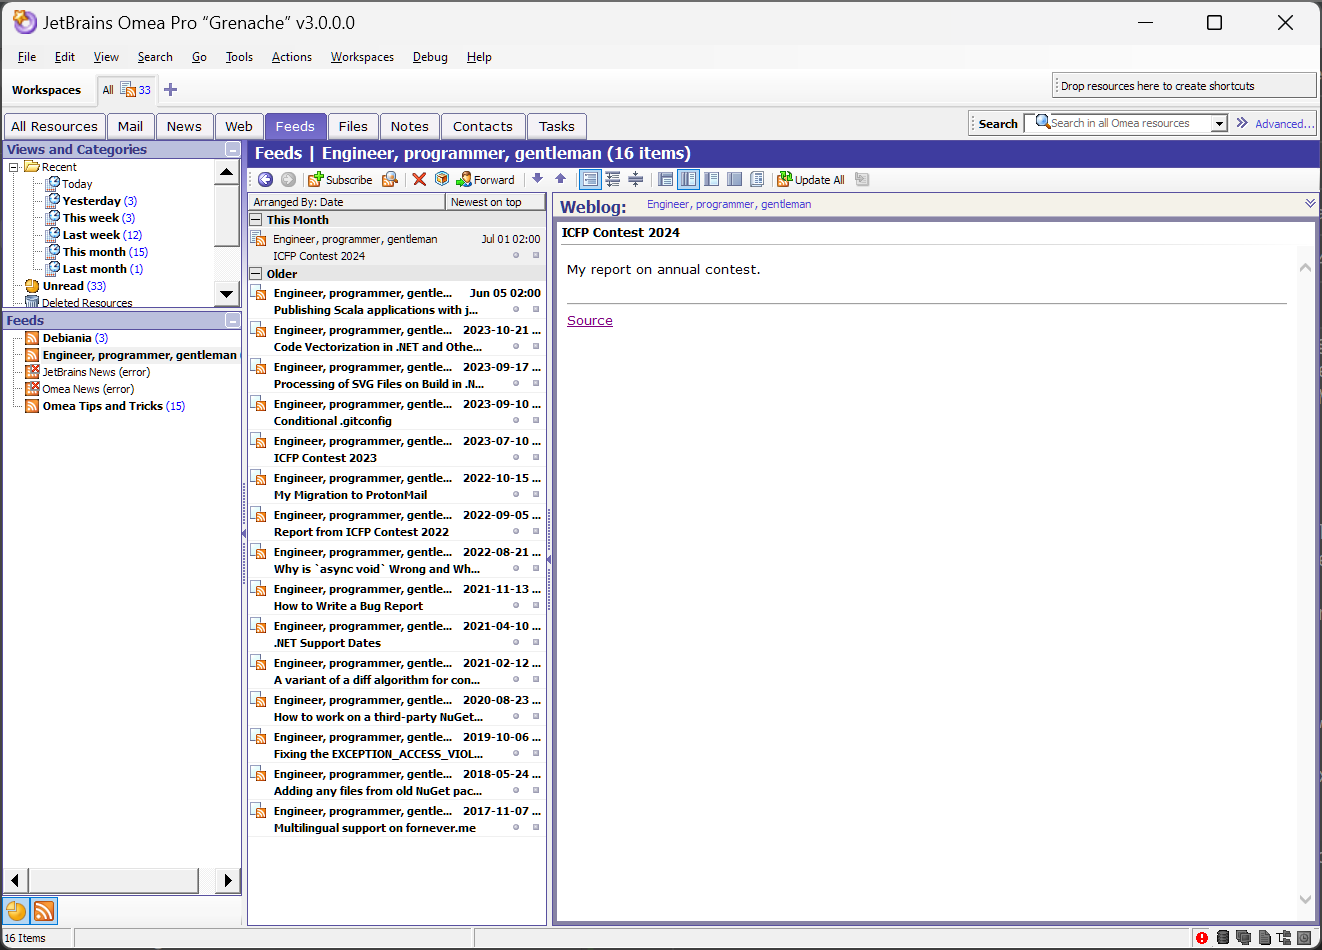 JetBrains Omea Pro “Grenache” v3.0.0.0
File Edit View Search Go Tools Actions Workspaces Debug Help
Workspaces All 33
Drop resources here to create shortcuts
All Resources Mail News Web Feeds Files Notes Contacts Tasks
Search Search in all Omea resources Advanced...
Views and Categories
Recent
Today
Yesterday (3)
This week (3)
Last week (12)
This month (15)
Last month (1)
Unread (33)
Deleted Resources
Feeds
Debiania (3)
Engineer, programmer, gentleman
JetBrains News (error)
Omea News (error)
Omea Tips and Tricks (15)
Feeds | Engineer, programmer, gentleman (16 items)
Subscribe Forward Update All
Arranged By: Date Newest on top
This Month
Engineer, programmer, gentleman Jul 01 02:00
ICFP Contest 2024
Older
Engineer, programmer, gentle... Jun 05 02:00
Publishing Scala applications with j...
Engineer, programmer, gentle... 2023-10-21 ...
Code Vectorization in .NET and Othe...
Engineer, programmer, gentle... 2023-09-17 ...
Processing of SVG Files on Build in .N...
Engineer, programmer, gentle... 2023-09-10 ...
Conditional .gitconfig
Engineer, programmer, gentle... 2023-07-10 ...
ICFP Contest 2023
Engineer, programmer, gentle... 2022-10-15 ...
My Migration to ProtonMail
Engineer, programmer, gentle... 2022-09-05 ...
Report from ICFP Contest 2022
Engineer, programmer, gentle... 2022-08-21 ...
Why is `async void` Wrong and Wh...
Engineer, programmer, gentle... 2021-11-13 ...
How to Write a Bug Report
Engineer, programmer, gentle... 2021-04-10 ...
.NET Support Dates
Engineer, programmer, gentle... 2021-02-12 ...
A variant of a diff algorithm for con...
Engineer, programmer, gentle... 2020-08-23 ...
How to work on a third-party NuGet...
Engineer, programmer, gentle... 2019-10-06 ...
Fixing the EXCEPTION_ACCESS_VIOL...
Engineer, programmer, gentle... 2018-05-24 ...
Adding any files from old NuGet pac...
Engineer, programmer, gentle... 2017-11-07 ...
Multilingual support on fornever.me
Weblog: Engineer, programmer, gentleman
ICFP Contest 2024
My report on annual contest.
Source
16 Items